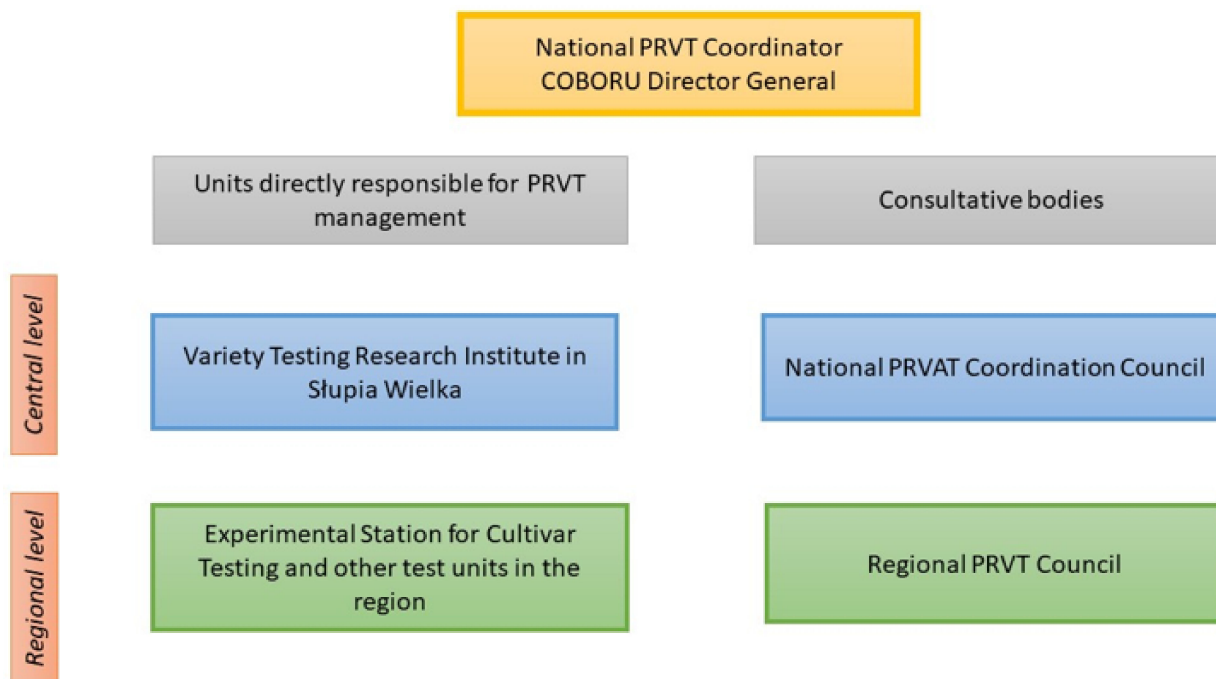 National PRVT Coordinator
COBORU Director General
Units directly responsible for PRVT
management
Consultative bodies
Central level
Variety Testing Research Institute in
Słupia Wielka
National PRVAT Coordination Council
Regional level
Experimental Station for Cultivar
Testing and other test units in the
region
Regional PRVT Council